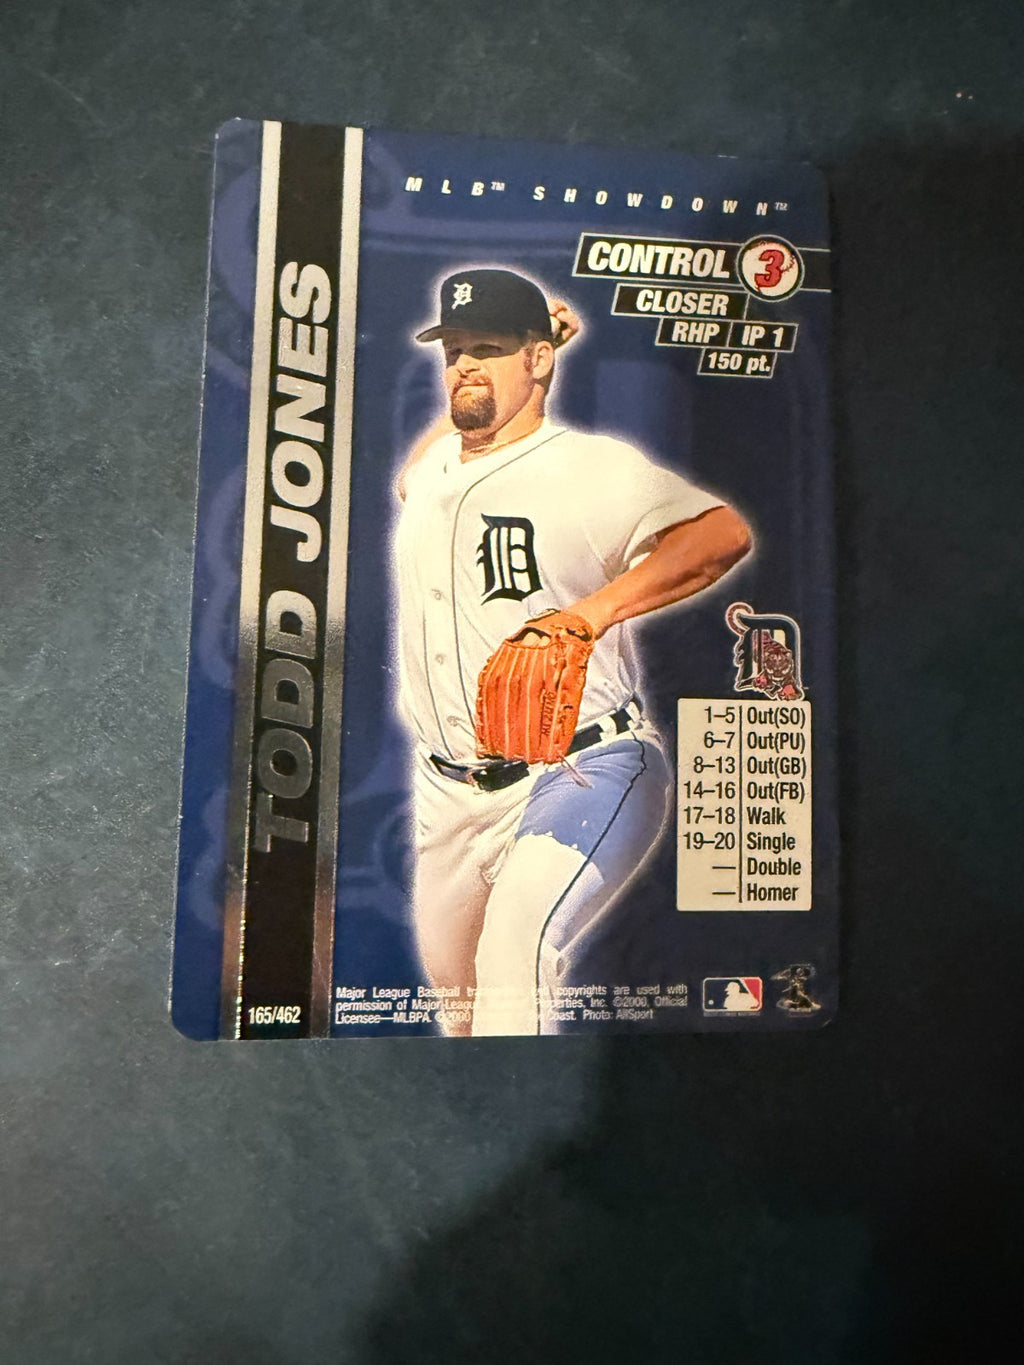 MLB™ SHOWDOWN™
CONTROL 3
CLOSER
RHP IP 1
150 pt.
TODD JONES
D
D
D
1–5 Out(SO)
6–7 Out(PU)
8–13 Out(GB)
14–16 Out(FB)
17–18 Walk
19–20 Single
— Double
— Homer
165/462
Major League Baseball copyrights are used with
permission of Major League Properties, Inc. ©2000. Official
Licensee—MLBPA. ©2000 Coast. Photo: AllSport